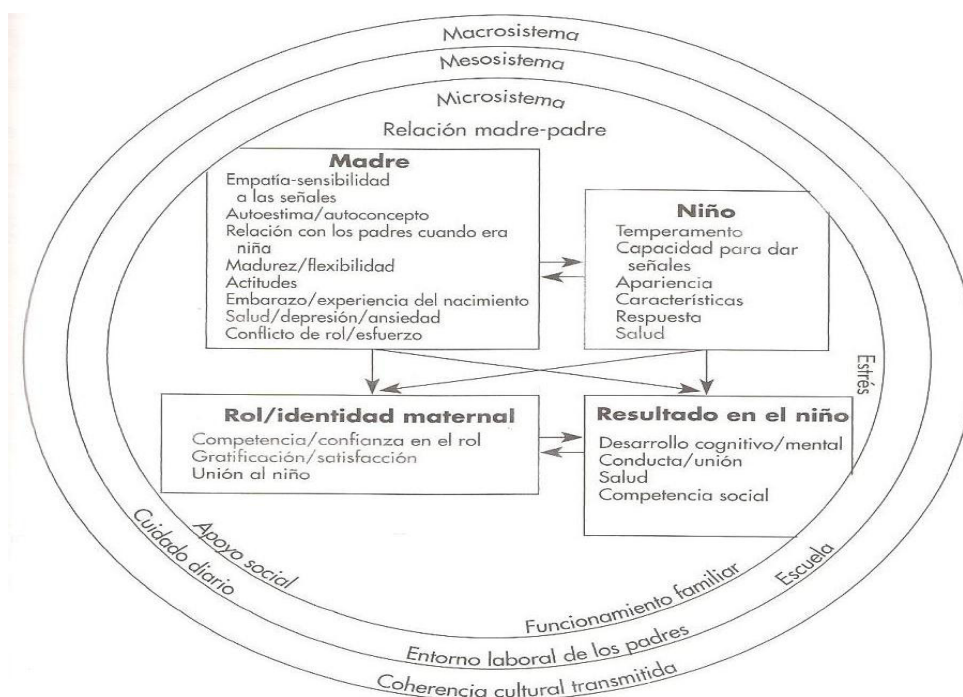 Macrosistema
Mesosistema
Microsistema
Relación madre-padre
Madre
Empatía-sensibilidad
a las señales
Autoestima/autoconcepto
Relación con los padres cuando era
niña
Madurez/flexibilidad
Actitudes
Embarazo/experiencia del nacimiento
Salud/depresión/ansiedad
Conflicto de rol/esfuerzo
Niño
Temperamento
Capacidad para dar
señales
Apariencia
Características
Respuesta
Salud
Estrés
Rol/identidad maternal
Competencia/confianza en el rol
Gratificación/satisfacción
Unión al niño
Resultado en el niño
Desarrollo cognitivo/mental
Conducta/unión
Salud
Competencia social
Apoyo social
Cuidado diario
Funcionamiento familiar
Escuela
Entorno laboral de los padres
Coherencia cultural transmitida